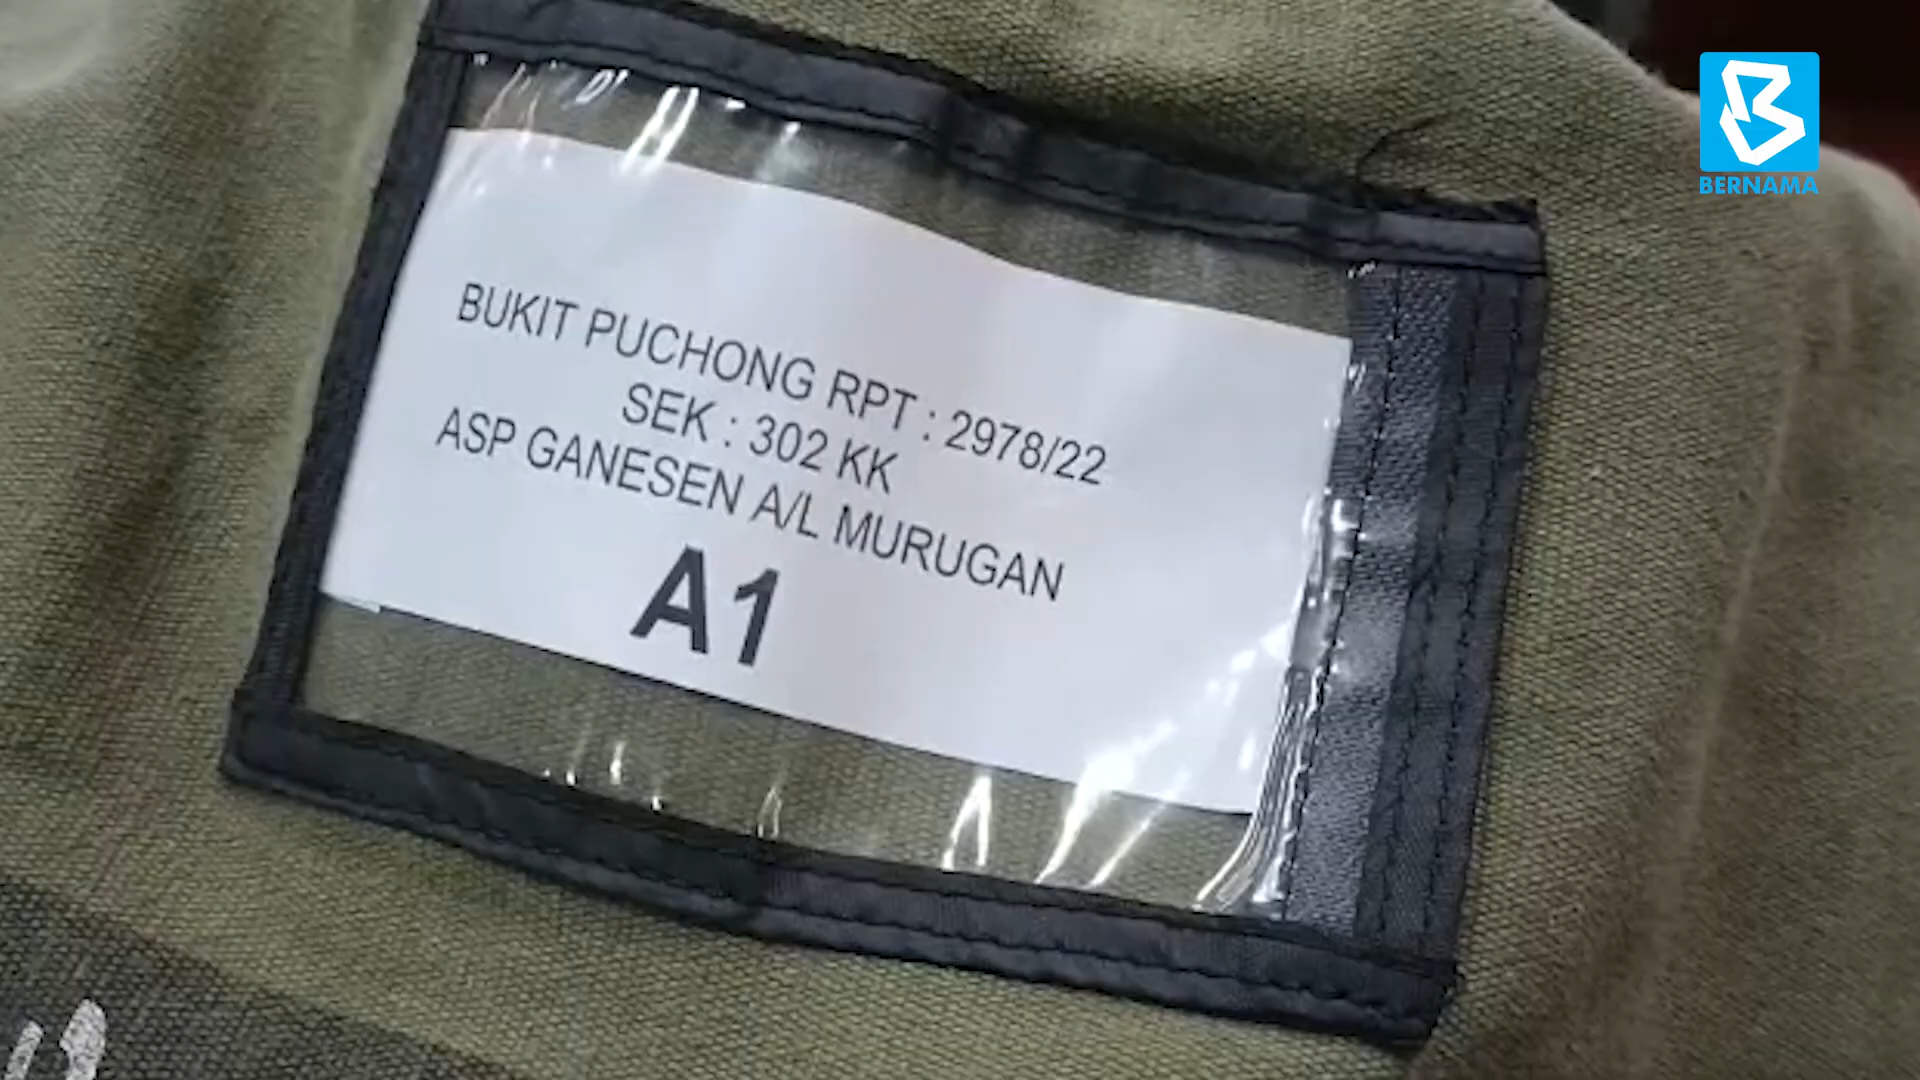 BERNAMA
BUKIT PUCHONG RPT : 2978/22
SEK : 302 KK
ASP GANESEN A/L MURUGAN
A1